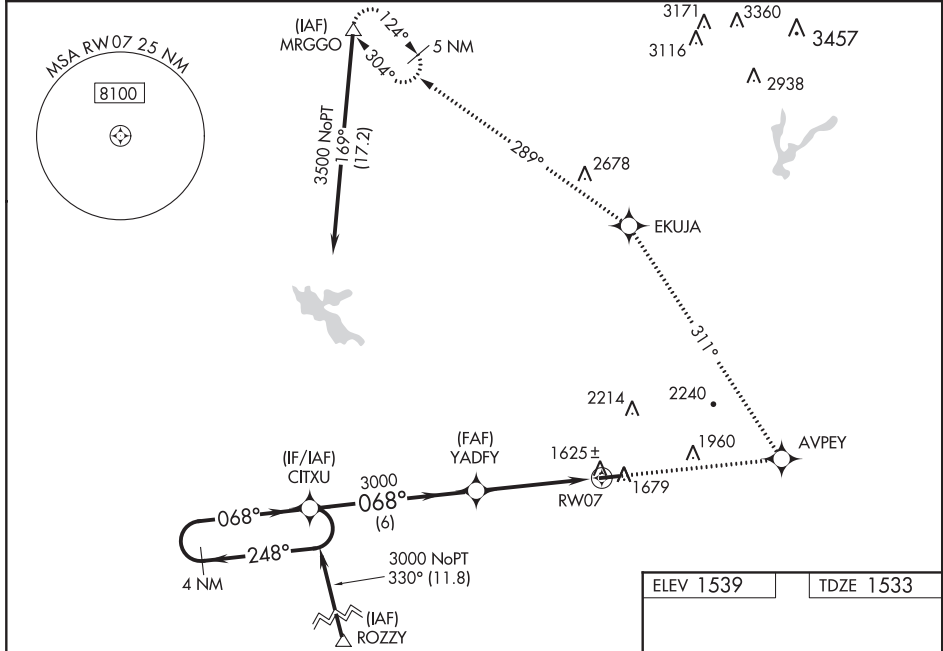 MSA RW07 25 NM
8100
(IAF)
MRGGO
124°
304°
5 NM
3171
3360
3116
3457
2938
3500 NoPT
169°
(17.2)
289°
2678
EKUJA
311°
2214
2240
1960
AVPEY
(FAF)
YADFY
1625±
1679
RW07
(IF/IAF)
CITXU
3000
068°
(6)
068°
248°
4 NM
3000 NoPT
330° (11.8)
(IAF)
ROZZY
ELEV 1539
TDZE 1533